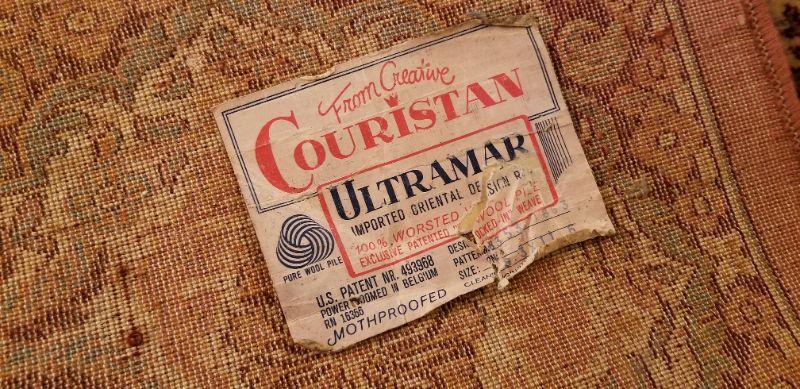 From Creative
COURISTAN
ULTRAMAR
IMPORTED ORIENTAL DESIGN
100% WORSTED WOOL PILE
EXCLUSIVE PATENTED WEAVE
PURE WOOL PILE
U.S. PATENT NR. 493968
POWER LOOMED IN BELGIUM
RN 16366
MOTHPROOFED
PATTERN
SIZE: